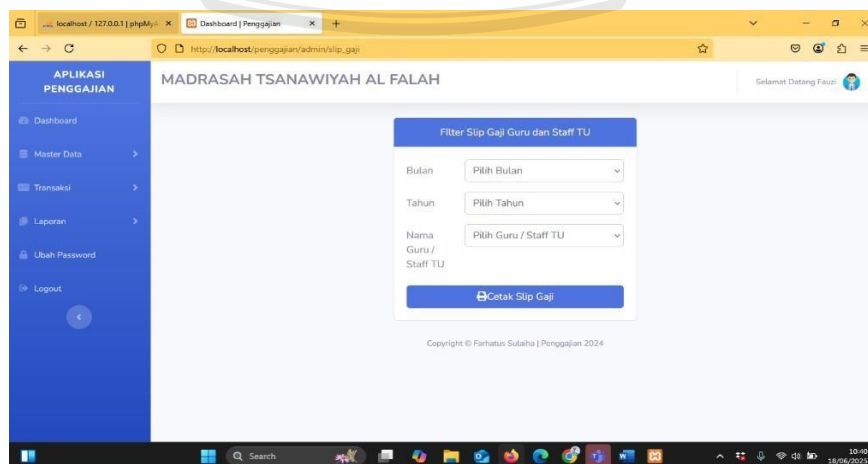 localhost / 127.0.0.1 | phpMyA
Dashboard | Penggajian
http://localhost/penggajian/admin/slip_gaji
APLIKASI
PENGGAJIAN
MADRASAH TSANAWIYAH AL FALAH
Selamat Datang Fauzi
Dashboard
Master Data
Transaksi
Laporan
Ubah Password
Logout
Filter Slip Gaji Guru dan Staff TU
Bulan
Pilih Bulan
Tahun
Pilih Tahun
Nama
Guru /
Staff TU
Pilih Guru / Staff TU
Cetak Slip Gaji
Copyright © Farhatus Sulaiha | Penggajian 2024
Search
18/06/2025